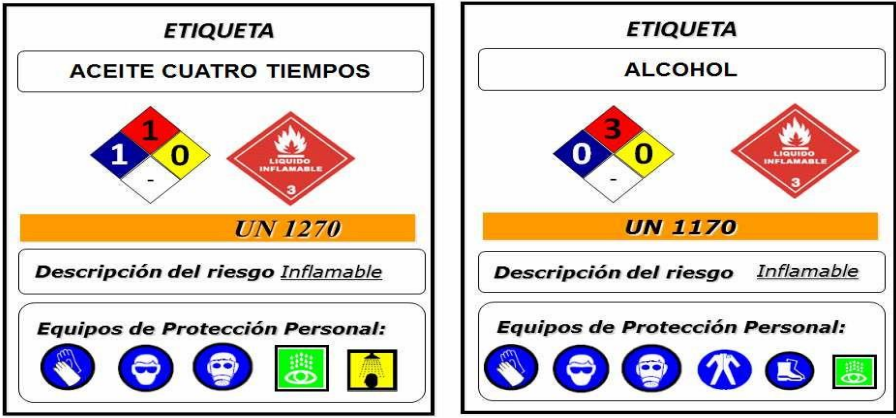 ETIQUETA
ACEITE CUATRO TIEMPOS
1
1 0
-
LIQUIDO
INFLAMABLE
3
UN 1270
Descripción del riesgo Inflamable
Equipos de Protección Personal:
ETIQUETA
ALCOHOL
3
0 0
-
LIQUIDO
INFLAMABLE
3
UN 1170
Descripción del riesgo Inflamable
Equipos de Protección Personal: